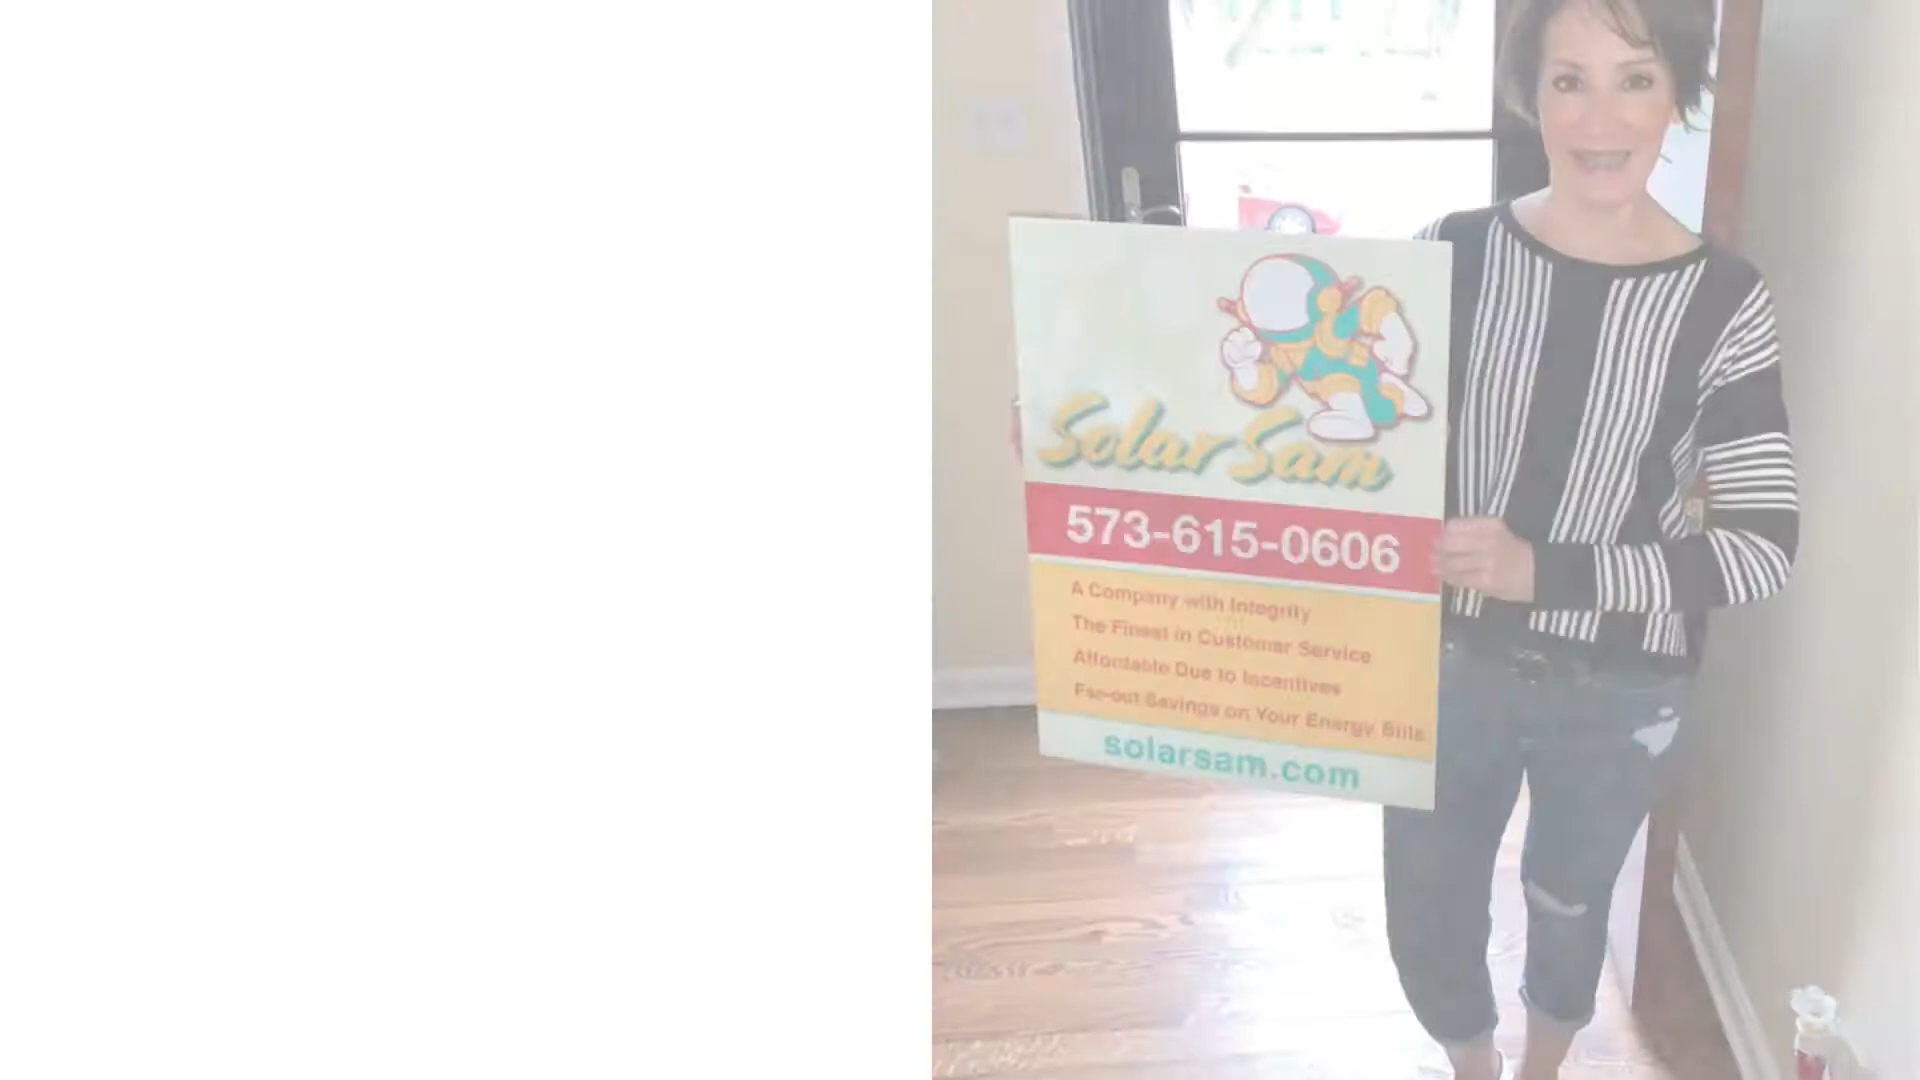 Solar Sam
573-615-0606
A Company with Integrity
The Finest in Customer Service
Affordable Due to Incentives
Far-out Savings on Your Energy Bills
solarsam.com